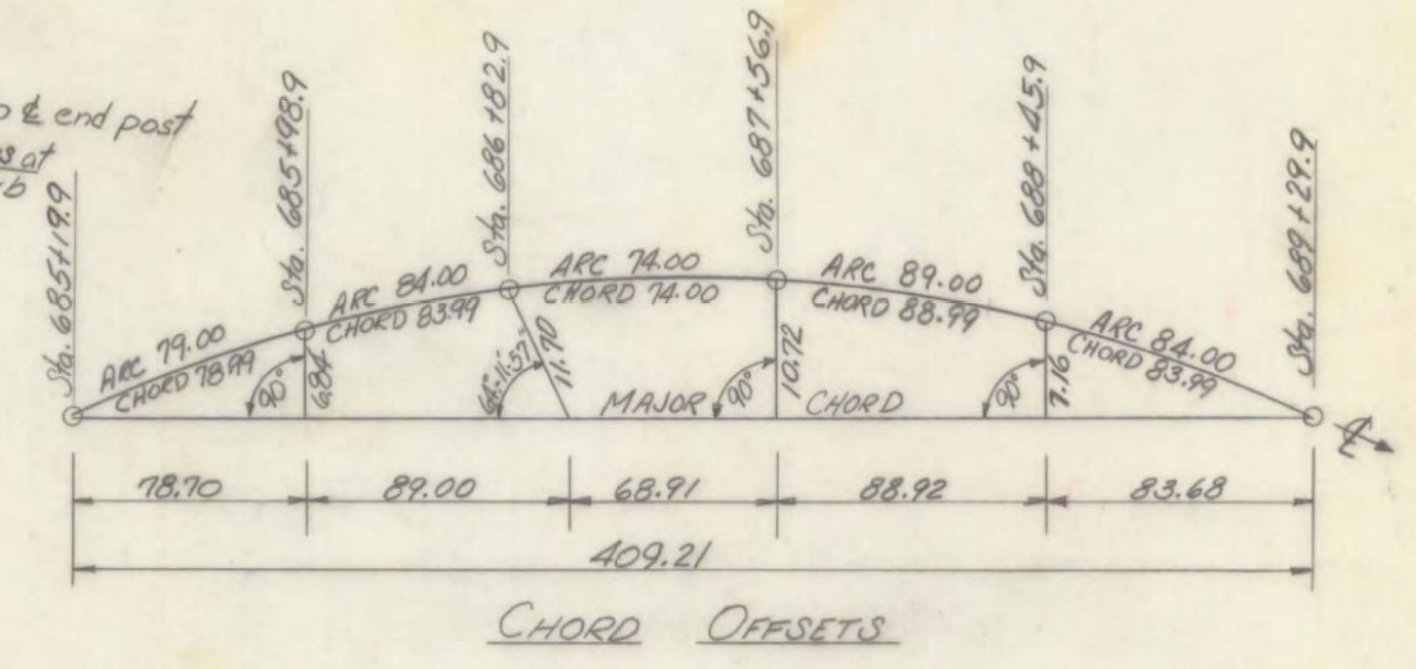 & end post
s at
b
Sta. 685+19.9
Sta. 685+98.9
Sta. 686+82.9
Sta. 687+56.9
Sta. 688+45.9
Sta. 689+29.9
ARC 79.00
CHORD 78.99
ARC 84.00
CHORD 83.99
ARC 74.00
CHORD 74.00
ARC 89.00
CHORD 88.99
ARC 84.00
CHORD 83.99
90°
6.84
64°-11'-57"
11.70
90°
10.72
90°
7.16
MAJOR CHORD
℄
78.70
89.00
68.91
88.92
83.68
409.21
CHORD OFFSETS